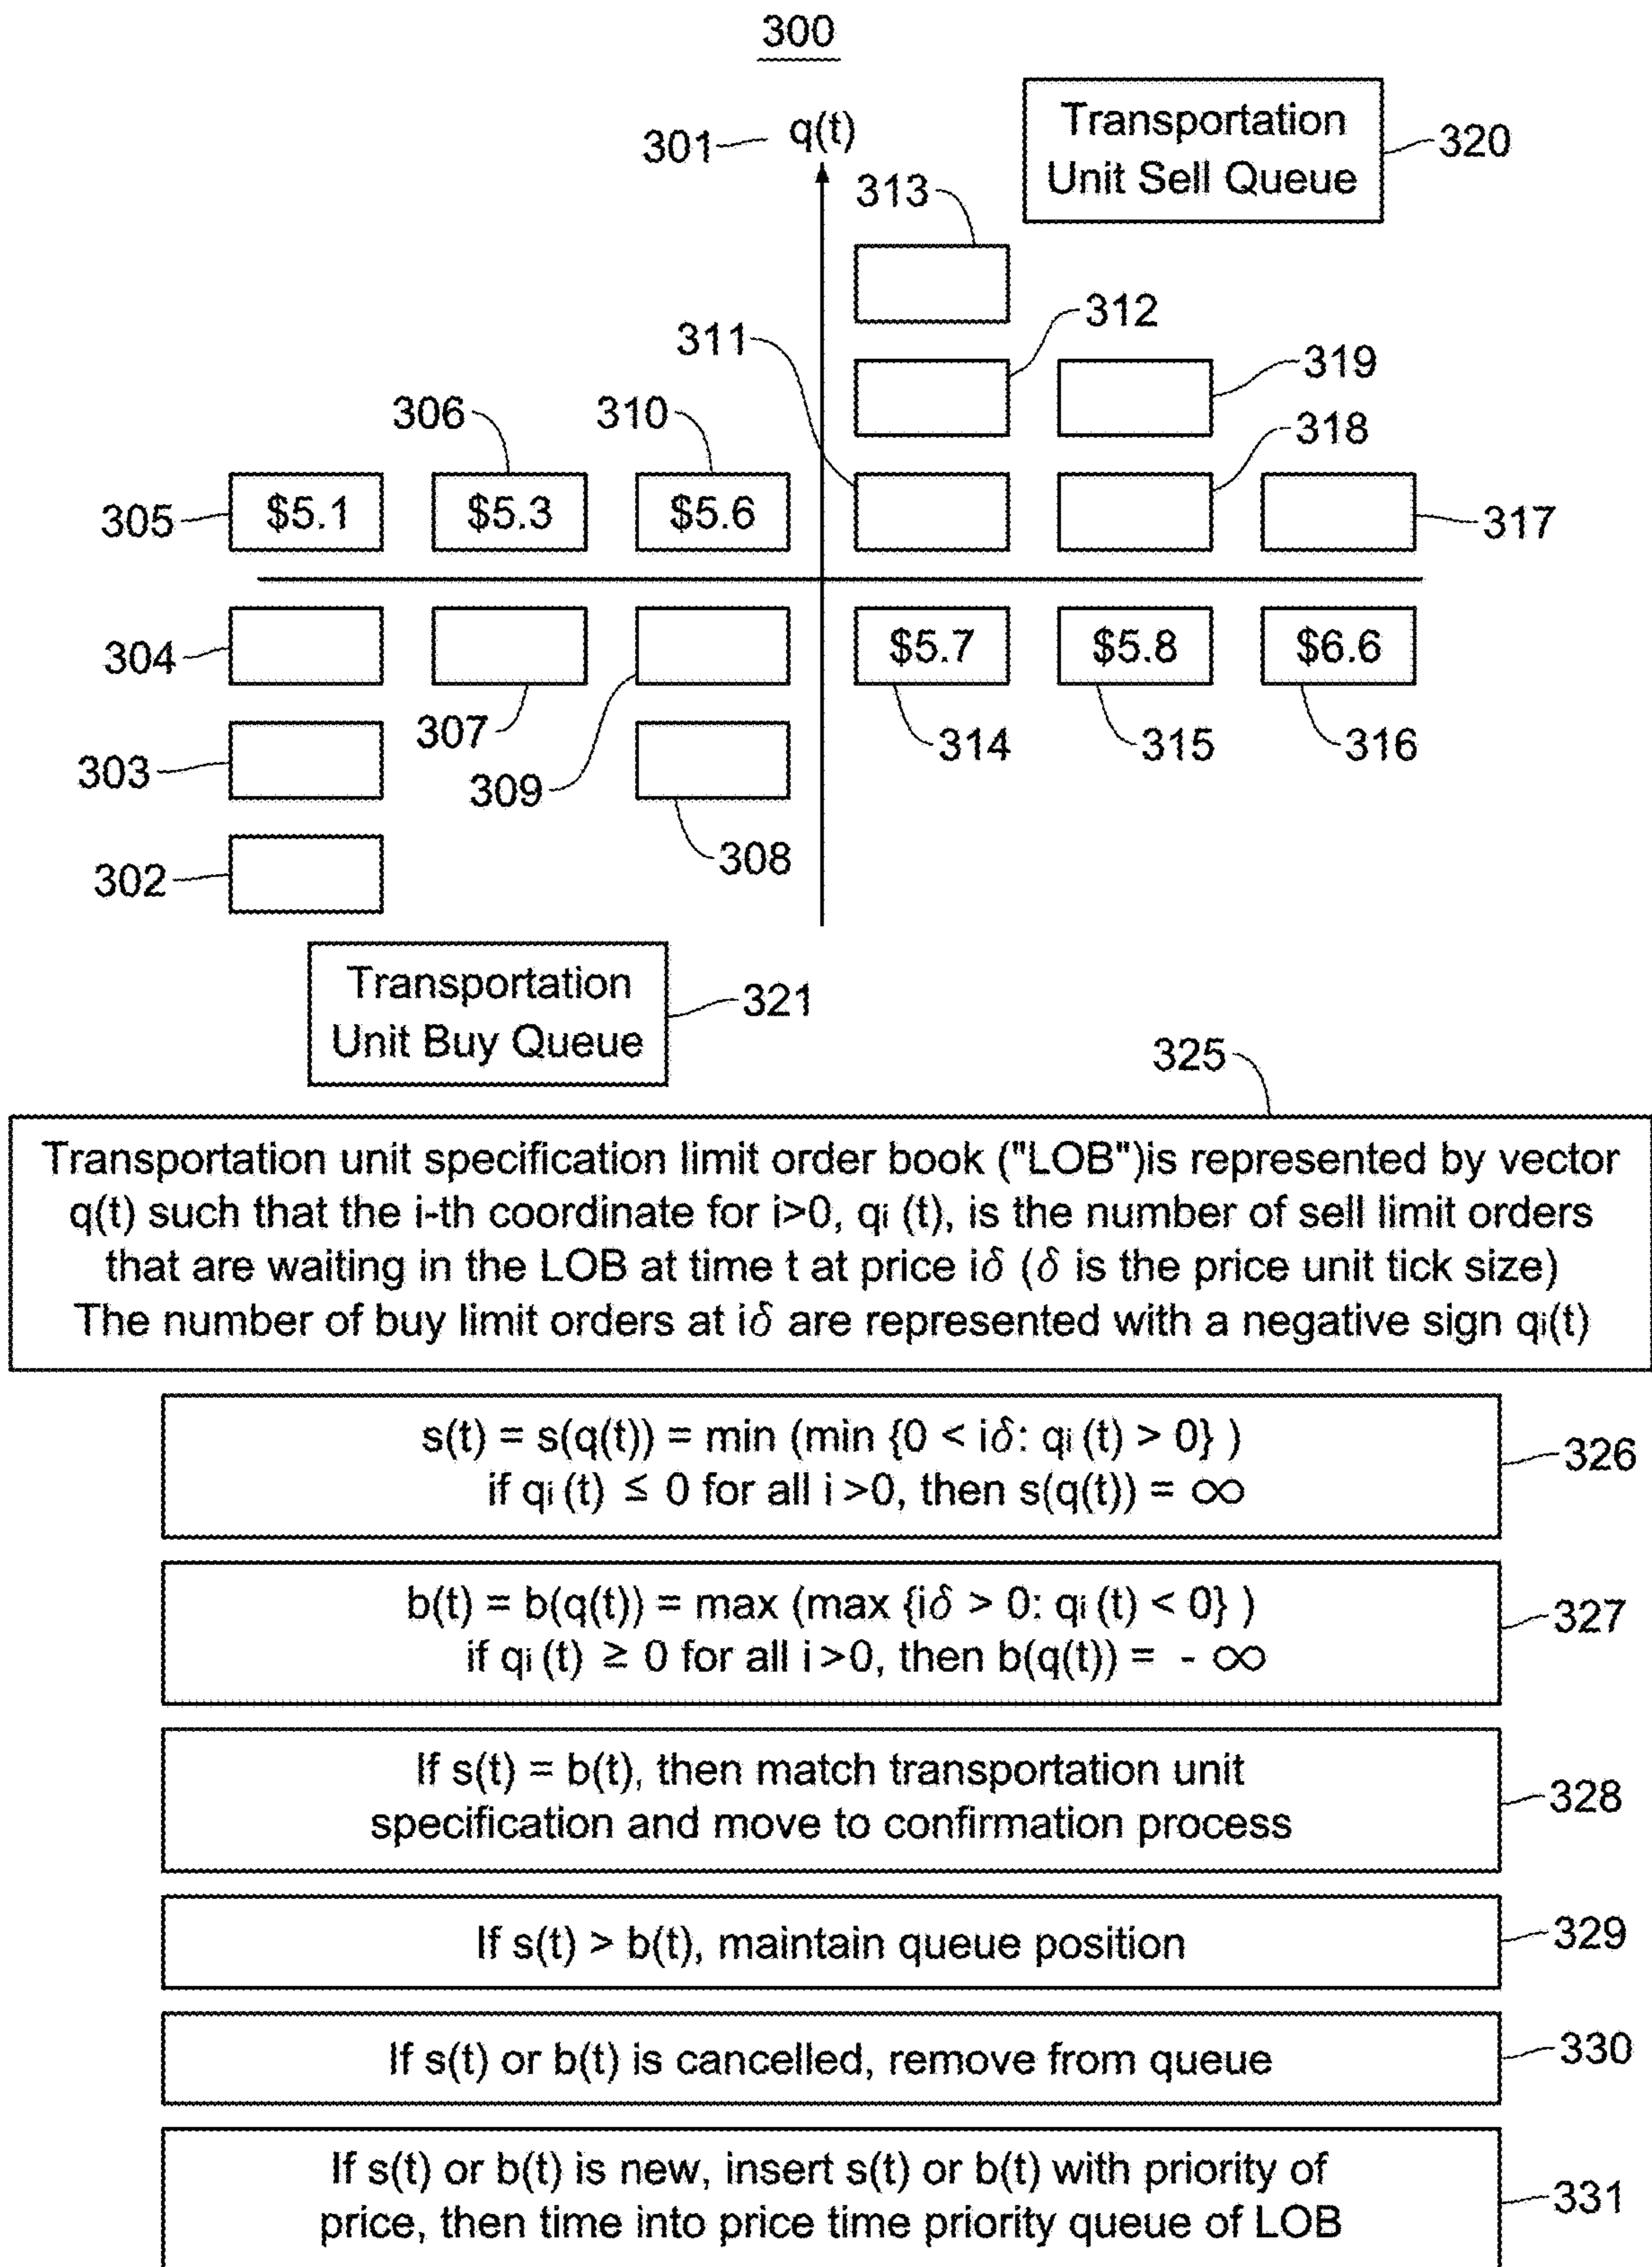 300
Transportation
Unit Sell Queue
320
301
q(t)
313
312
311
319
306
310
318
305
$5.1
$5.3
$5.6
317
304
$5.7
$5.8
$6.6
307
314
315
316
303
309
308
302
Transportation
Unit Buy Queue
321
325
Transportation unit specification limit order book ("LOB")is represented by vector
q(t) such that the i-th coordinate for i>0, qi (t), is the number of sell limit orders
that are waiting in the LOB at time t at price iδ (δ is the price unit tick size)
The number of buy limit orders at iδ are represented with a negative sign qi(t)
s(t) = s(q(t)) = min (min {0 < iδ: qi (t) > 0} )
if qi (t) ≤ 0 for all i >0, then s(q(t)) = ∞
326
b(t) = b(q(t)) = max (max {iδ > 0: qi (t) < 0} )
if qi (t) ≥ 0 for all i >0, then b(q(t)) = - ∞
327
If s(t) = b(t), then match transportation unit
specification and move to confirmation process
328
If s(t) > b(t), maintain queue position
329
If s(t) or b(t) is cancelled, remove from queue
330
If s(t) or b(t) is new, insert s(t) or b(t) with priority of
price, then time into price time priority queue of LOB
331